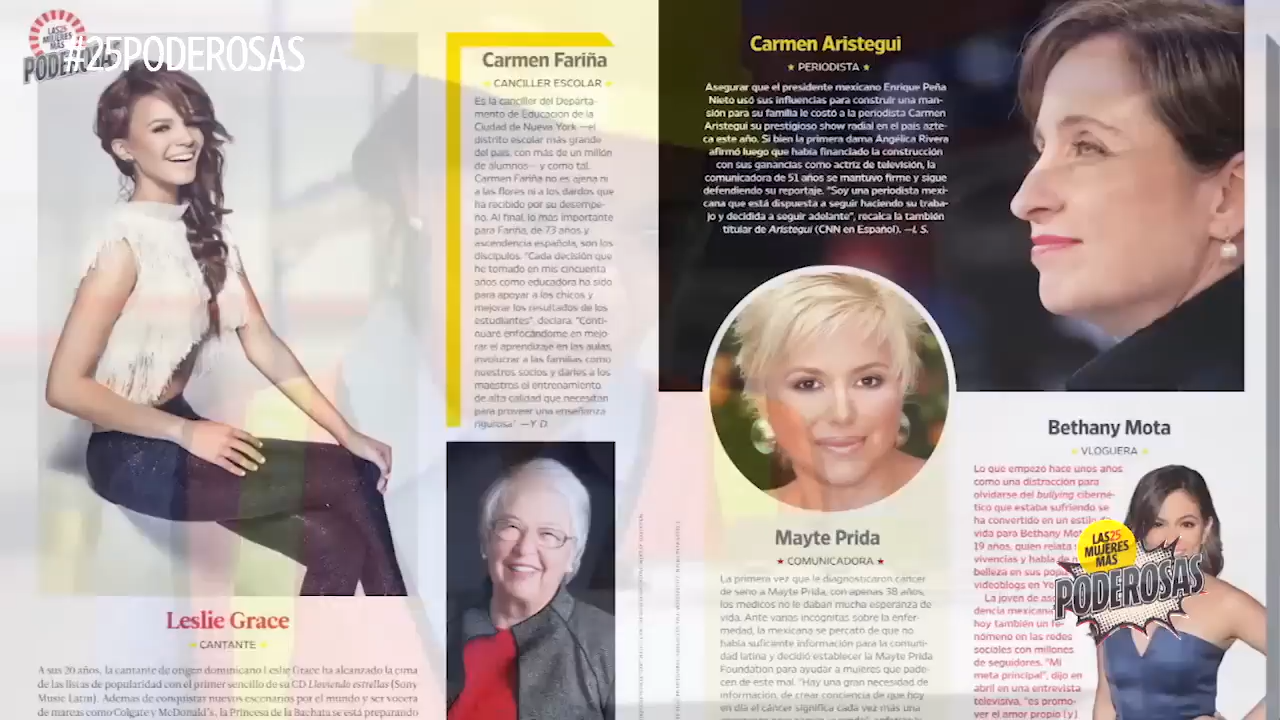 LAS 25
MUJERES
MÁS
PODEROSAS
#25PODEROSAS
Leslie Grace
CANTANTE
A sus 20 años, la cantante de origen dominicano Leslie Grace ha alcanzado la cima
de las listas de popularidad con el primer sencillo de su CD Lloviendo estrellas (Sony
Music Latin). Además de conquistar nuevos escenarios por el mundo y ser vocera
de marcas como Colgate y McDonald's, la Princesa de la Bachata se está preparando
Carmen Fariña
CANCILLER ESCOLAR
Es la canciller del Departa-
mento de Educación de la
Ciudad de Nueva York —el
distrito escolar más grande
del país, con más de un millón
de alumnos— y como tal,
Carmen Fariña no es ajena ni
a las flores ni a los dardos que
ha recibido por su desempe-
ño. Al final, lo más importante
para Fariña, de 73 años y
ascendencia española, son los
discípulos. "Cada decisión que
he tomado en mis cincuenta
años como educadora ha sido
para apoyar a los chicos y
mejorar los resultados de los
estudiantes", declara. "Conti-
nuaré enfocándome en mejo-
rar el aprendizaje en las aulas,
involucrar a las familias como
nuestros socios y darles a los
maestros el entrenamiento
de alta calidad que necesitan
para proveer una enseñanza
rigurosa". —Y. D.
Carmen Aristegui
PERIODISTA
Asegurar que el presidente mexicano Enrique Peña
Nieto usó sus influencias para construir una man-
sión para su familia le costó a la periodista Carmen
Aristegui su prestigioso show radial en el país azte-
ca este año. Si bien la primera dama Angélica Rivera
afirmó luego que había financiado la construcción
con sus ganancias como actriz de televisión, la
comunicadora de 51 años se mantuvo firme y sigue
defendiendo su reportaje. "Soy una periodista mexi-
cana que está dispuesta a seguir haciendo su traba-
jo y decidida a seguir adelante", recalca la también
titular de Aristegui (CNN en Español). —I. S.
Mayte Prida
COMUNICADORA
La primera vez que le diagnosticaron cáncer
de seno a Mayte Prida, con apenas 38 años,
los médicos no le daban mucha esperanza de
vida. Ante varias incógnitas sobre la enfer-
medad, la mexicana se percató de que no
había suficiente información para la comuni-
dad latina y decidió establecer la Mayte Prida
Foundation para ayudar a mujeres que pade-
cen de este mal. "Hay una gran necesidad de
información, de crear conciencia de que hoy
en día el cáncer significa cada vez más una
Bethany Mota
VLOGUERA
Lo que empezó hace unos años
como una distracción para
olvidarse del bullying ciberné-
tico que estaba sufriendo se
ha convertido en un estilo de
vida para Bethany
19 años, quien relata
vivencias y habla de
belleza en sus
videoblogs en
La joven de
dencia mexicana
hoy también un fe-
nómeno en las redes
sociales con millones
de seguidores. "Mi
meta principal", dijo en
abril en una entrevista
televisiva, "es promo-
ver el amor propio [y]
LAS 25
MUJERES
MÁS
PODEROSAS